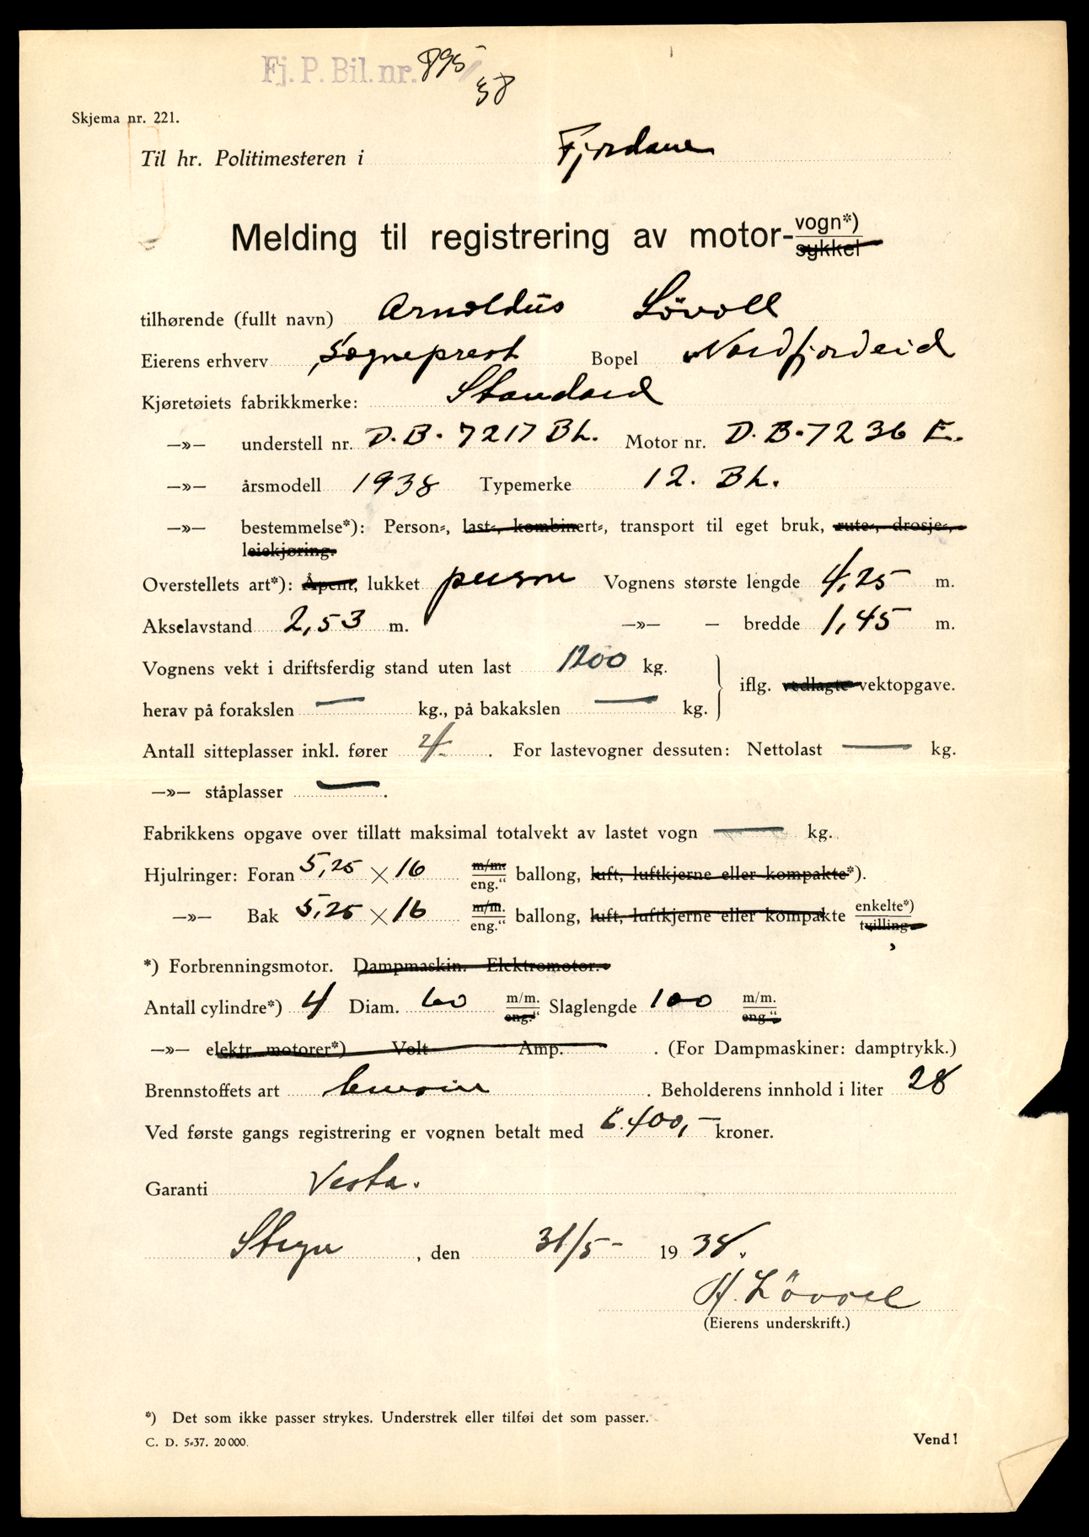 Fj. P. Bil. nr. 895/38
Skjema nr. 221.
Til hr. Politimesteren i Fjordane
Melding til registrering av motor-vogn*)
sykkel
tilhørende (fullt navn) Arnoldus Løvoll
Eierens erhverv Sogneprest Bopel Nordfjordeid
Kjøretøiets fabrikkmerke: Standard
—»— understell nr. D.B. 7217 BL. Motor nr. D.B. 7236 E.
—»— årsmodell 1938 Typemerke 12. BL.
—»— bestemmelse*): Person-, last-, kombinert-, transport til eget bruk, rute-, drosje-,
leiekjøring.
Overstellets art*): Åpent, lukket person Vognens største lengde 4,25 m.
Akselavstand 2,53 m. —»— — bredde 1,45 m.
Vognens vekt i driftsferdig stand uten last 1200 kg.
iflg. vedlagte vektopgave.
herav på forakslen — kg., på bakakslen — kg.
Antall sitteplasser inkl. fører 4. For lastevogner dessuten: Nettolast — kg.
—»— ståplasser — .
Fabrikkens opgave over tillatt maksimal totalvekt av lastet vogn — kg.
Hjulringer: Foran 5,25 × 16 m/m. eng.“ ballong, luft, luftkjerne eller kompakte*).
—»— Bak 5,25 × 16 m/m. eng.“ ballong, luft, luftkjerne eller kompakte enkelte*)
tvilling
*) Forbrenningsmotor. Dampmaskin. Elektromotor.
Antall cylindre*) 4 Diam. 60 m/m. eng.“ Slaglengde 100 m/m. eng.“
—»— elektr. motorer*) Volt Amp. . (For Dampmaskiner: damptrykk.)
Brennstoffets art bensin . Beholderens innhold i liter 28
Ved første gangs registrering er vognen betalt med 6.400,— kroner.
Garanti Vesta.
Stryn , den 31/5- 1938.
A. Løvoll
(Eierens underskrift.)
*) Det som ikke passer strykes. Understrek eller tilføi det som passer.
C. D. 5-37. 20 000.
Vend!